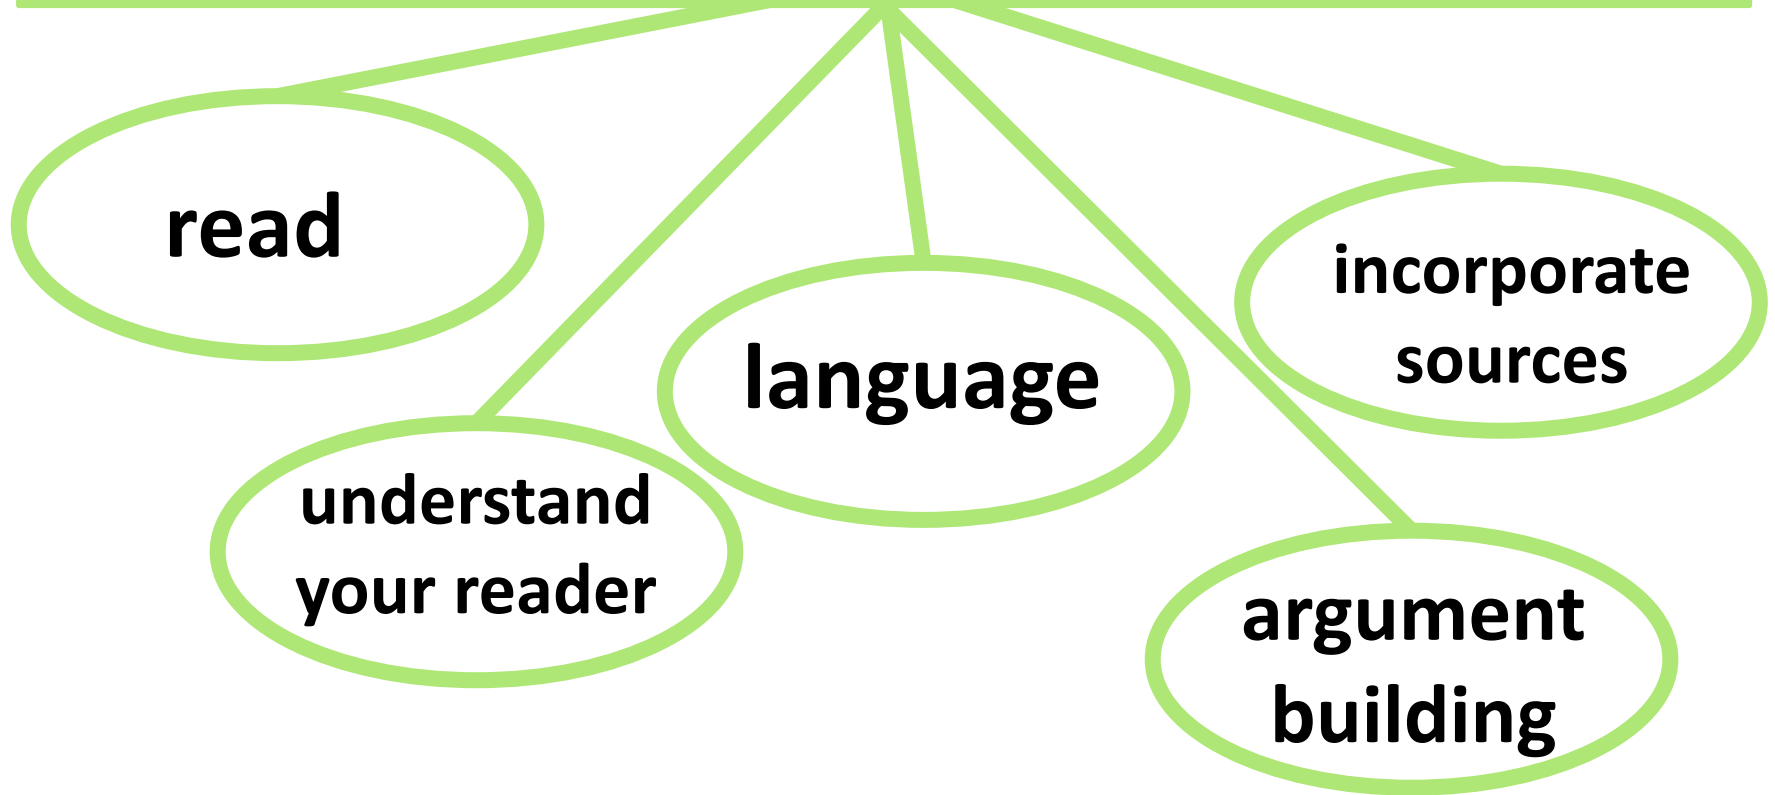 read
incorporate
sources
language
understand
your reader
argument
building